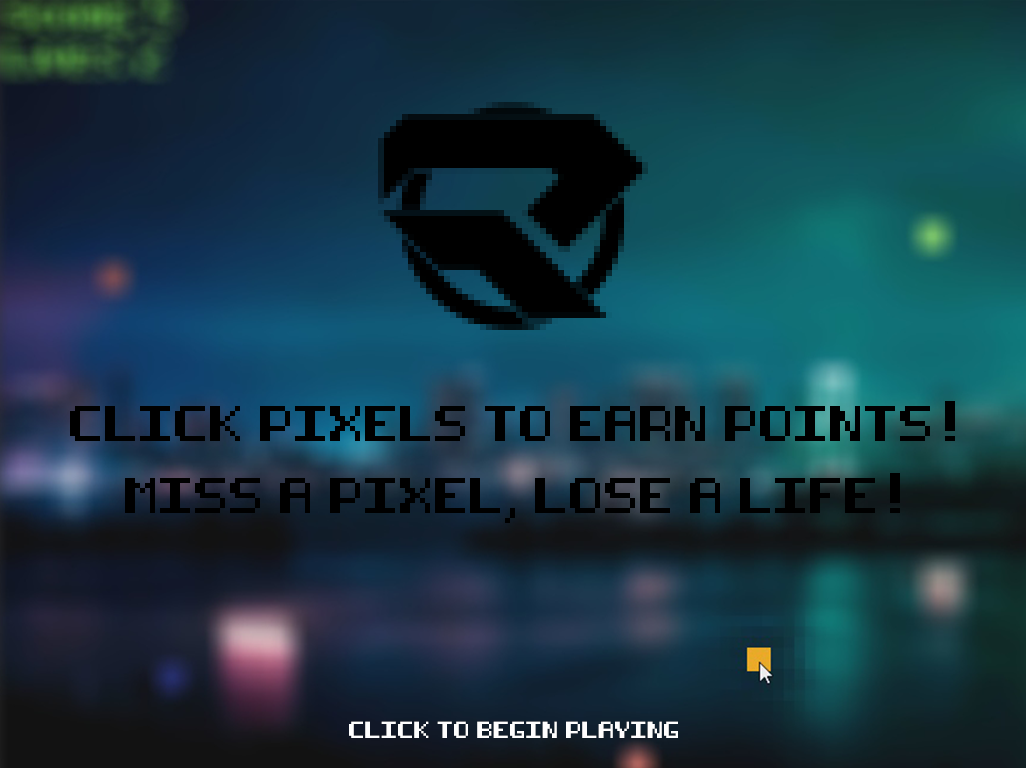 CLICK PIXELS TO EARN POINTS!
MISS A PIXEL, LOSE A LIFE!
CLICK TO BEGIN PLAYING